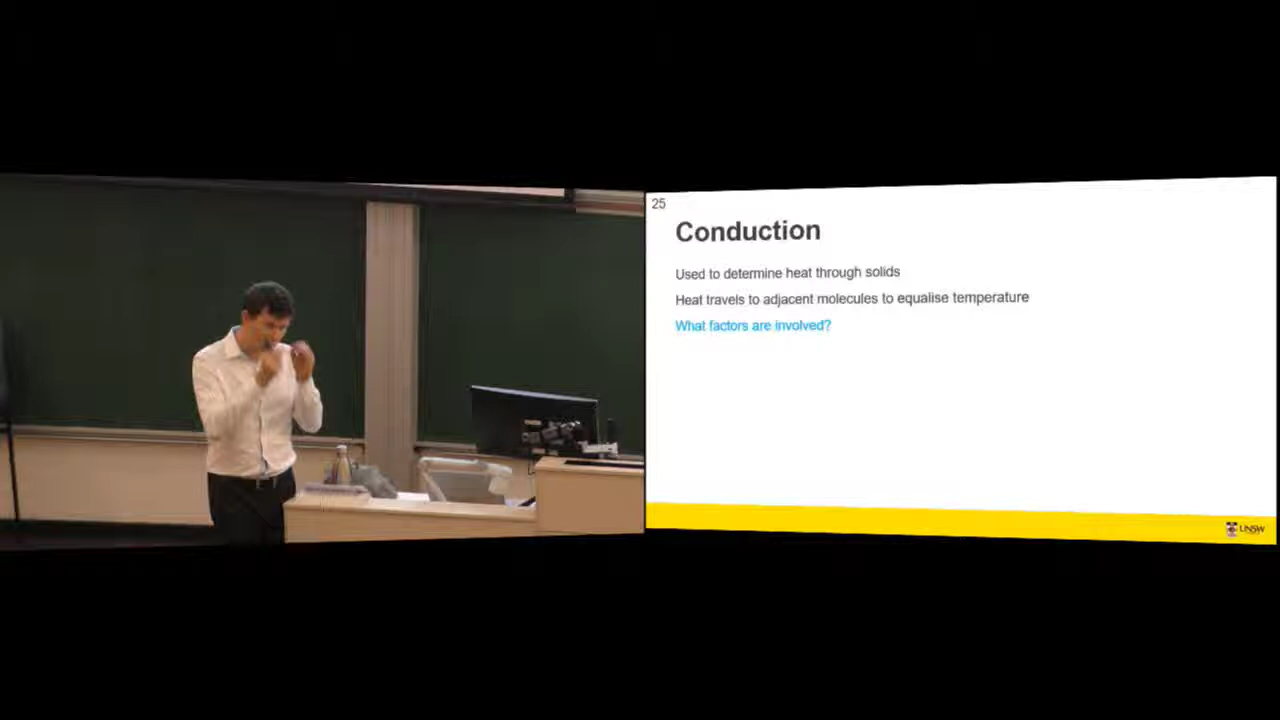 25
Conduction
Used to determine heat through solids
Heat travels to adjacent molecules to equalise temperature
What factors are involved?
UNSW